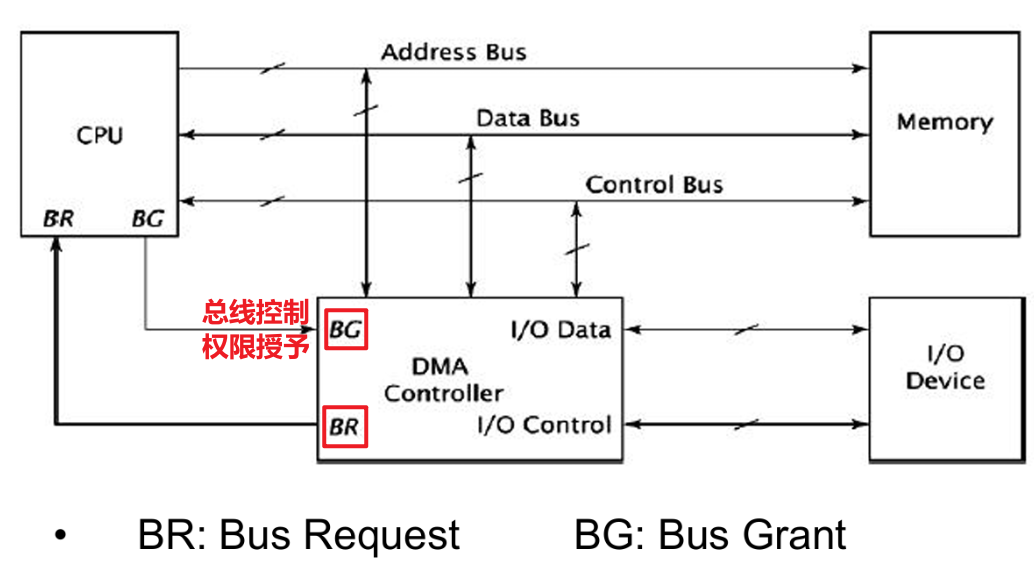 Address Bus
Data Bus
CPU
Memory
Control Bus
BR BG
总线控制
权限授予
BG
I/O Data
DMA
Controller
I/O
Device
BR
I/O Control
• BR: Bus Request BG: Bus Grant